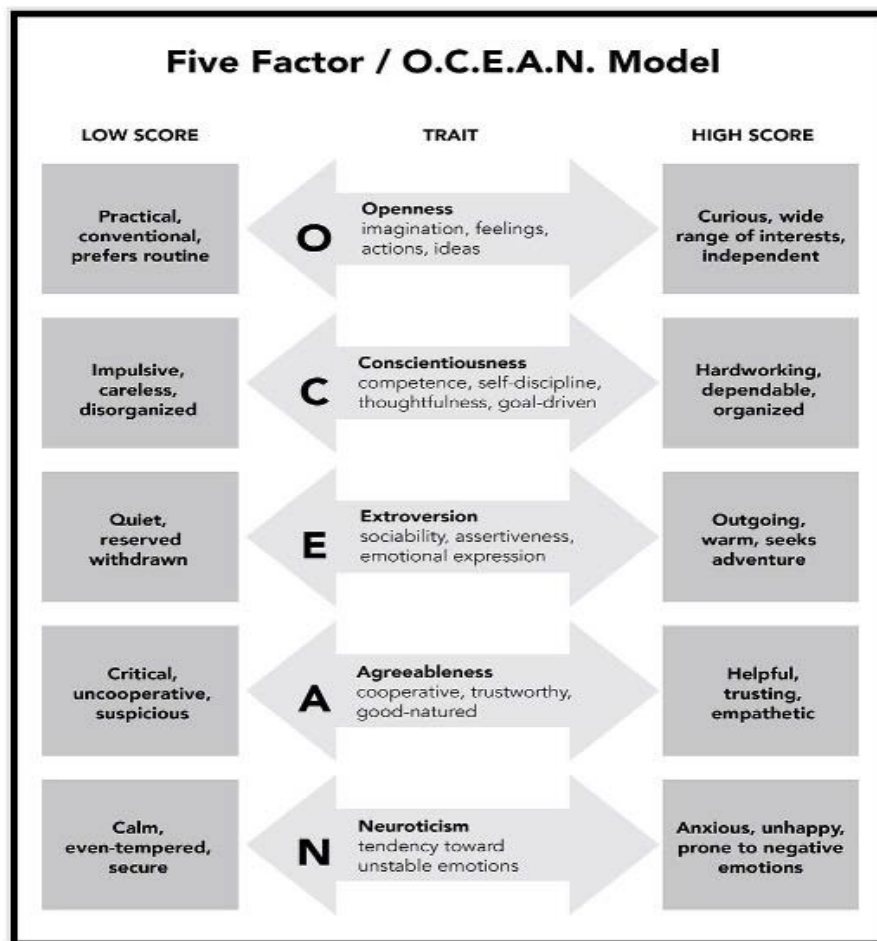 Five Factor / O.C.E.A.N. Model
LOW SCORE
TRAIT
HIGH SCORE
Practical,
conventional,
prefers routine
O
Openness
imagination, feelings,
actions, ideas
Curious, wide
range of interests,
independent
Impulsive,
careless,
disorganized
C
Conscientiousness
competence, self-discipline,
thoughtfulness, goal-driven
Hardworking,
dependable,
organized
Quiet,
reserved
withdrawn
E
Extroversion
sociability, assertiveness,
emotional expression
Outgoing,
warm, seeks
adventure
Critical,
uncooperative,
suspicious
A
Agreeableness
cooperative, trustworthy,
good-natured
Helpful,
trusting,
empathetic
Calm,
even-tempered,
secure
N
Neuroticism
tendency toward
unstable emotions
Anxious, unhappy,
prone to negative
emotions